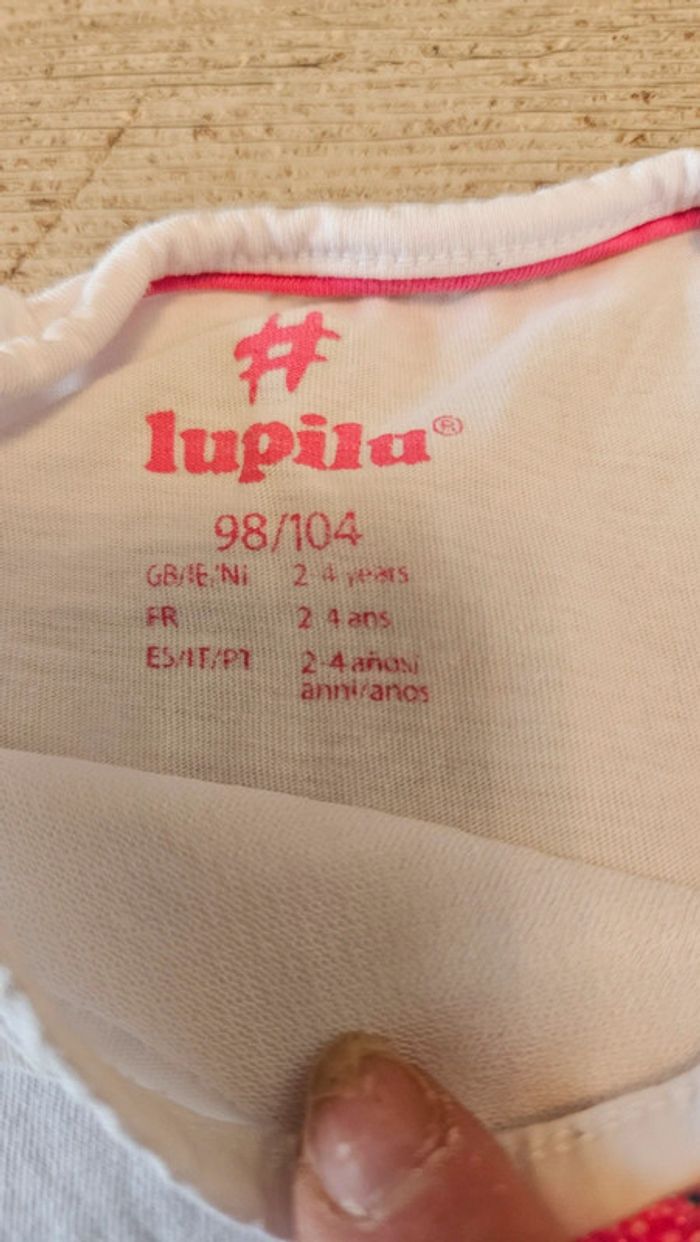 #
lupilu®
98/104
GB/IE/NI 2-4 years
FR 2-4 ans
ES/IT/PT 2-4 años/
anni/anos